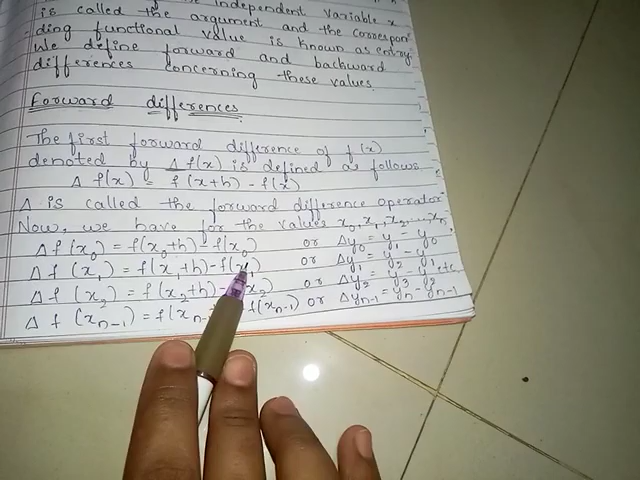 independent variable x
is called the argument and the correspon
ding functional value is known as entry.
We define forward and backward
differences concerning these values
Forward differences
The first forward difference of f(x)
denoted by Δ f(x) is defined as follows
Δ f(x) = f(x+h) - f(x)
Δ is called the forward difference operator
Now, we have for the values x₀, x₁, x₂, ..., xₙ
Δf(x₀) = f(x₀+h) - f(x₀) or Δy₀ = y₁ - y₀
Δf(x₁) = f(x₁+h) - f(x₁) or Δy₁ = y₂ - y₁
Δf(x₂) = f(x₂+h) - x₂) or Δy₂ = y₃ - y₂ etc,
Δ f(xₙ₋₁) = f(xₙ₋ f(xₙ₋₁) or Δyₙ₋₁ = yₙ - yₙ₋₁